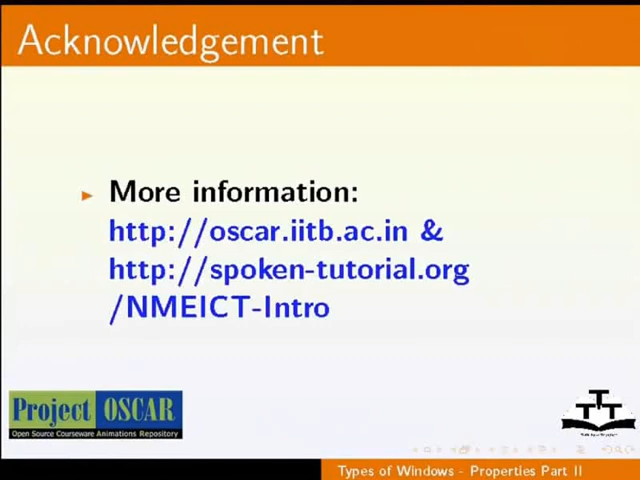 Acknowledgement
More information:
http://oscar.iitb.ac.in &
http://spoken-tutorial.org
/NMEICT-Intro
Project OSCAR
Open Source Courseware Animations Repository
TTT
Types of Windows - Properties Part II